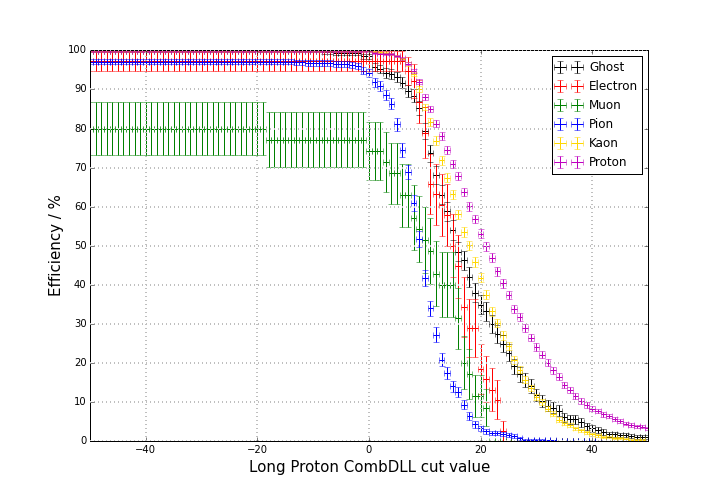 100
90
80
70
60
50
40
30
20
10
0
−40
−20
0
20
40
Efficiency / %
Long Proton CombDLL cut value
Ghost
Electron
Muon
Pion
Kaon
Proton